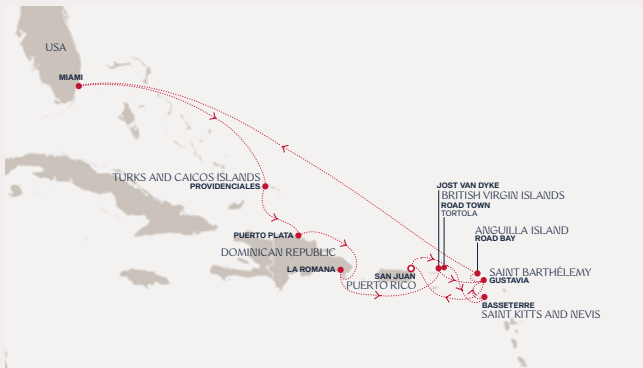 USA
MIAMI
TURKS AND CAICOS ISLANDS
PROVIDENCIALES
PUERTO PLATA
DOMINICAN REPUBLIC
LA ROMANA
SAN JUAN
PUERTO RICO
JOST VAN DYKE
BRITISH VIRGIN ISLANDS
ROAD TOWN
TORTOLA
ANGUILLA ISLAND
ROAD BAY
SAINT BARTHÉLEMY
GUSTAVIA
BASSETERRE
SAINT KITTS AND NEVIS